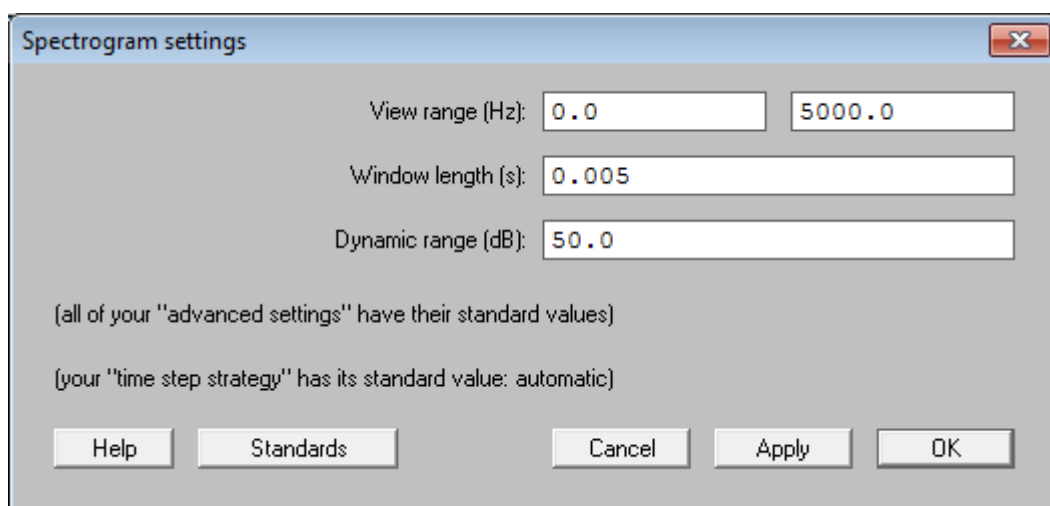 Spectrogram settings
View range (Hz): 0.0 5000.0
Window length (s): 0.005
Dynamic range (dB): 50.0
(all of your "advanced settings" have their standard values)
(your "time step strategy" has its standard value: automatic)
Help Standards Cancel Apply OK